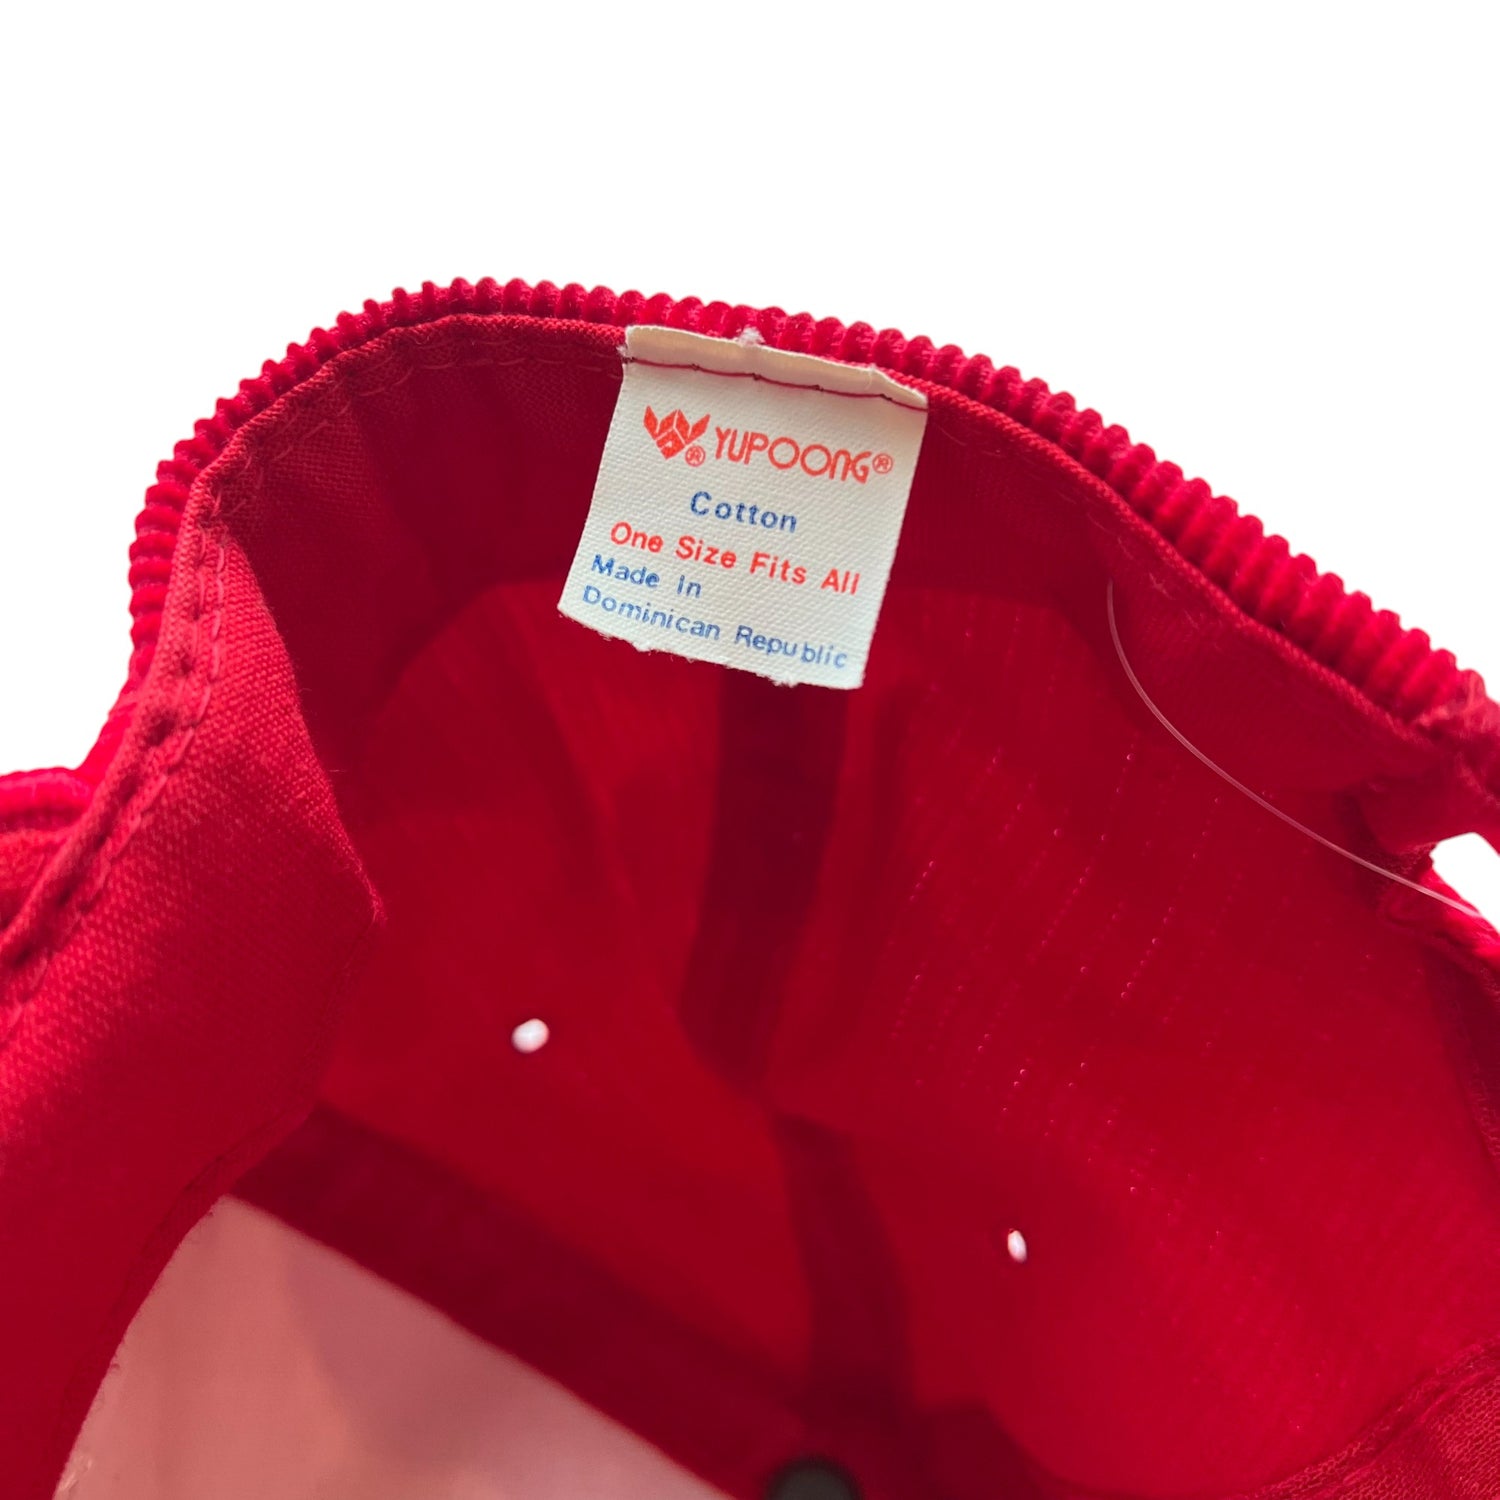 YUPOONG®
Cotton
One Size Fits All
Made In
Dominican Republic